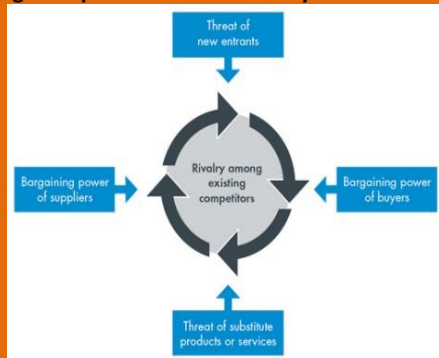 Threat of
new entrants
Rivalry among
existing
competitors
Bargaining power
of suppliers
Bargaining power
of buyers
Threat of substitute
products or services